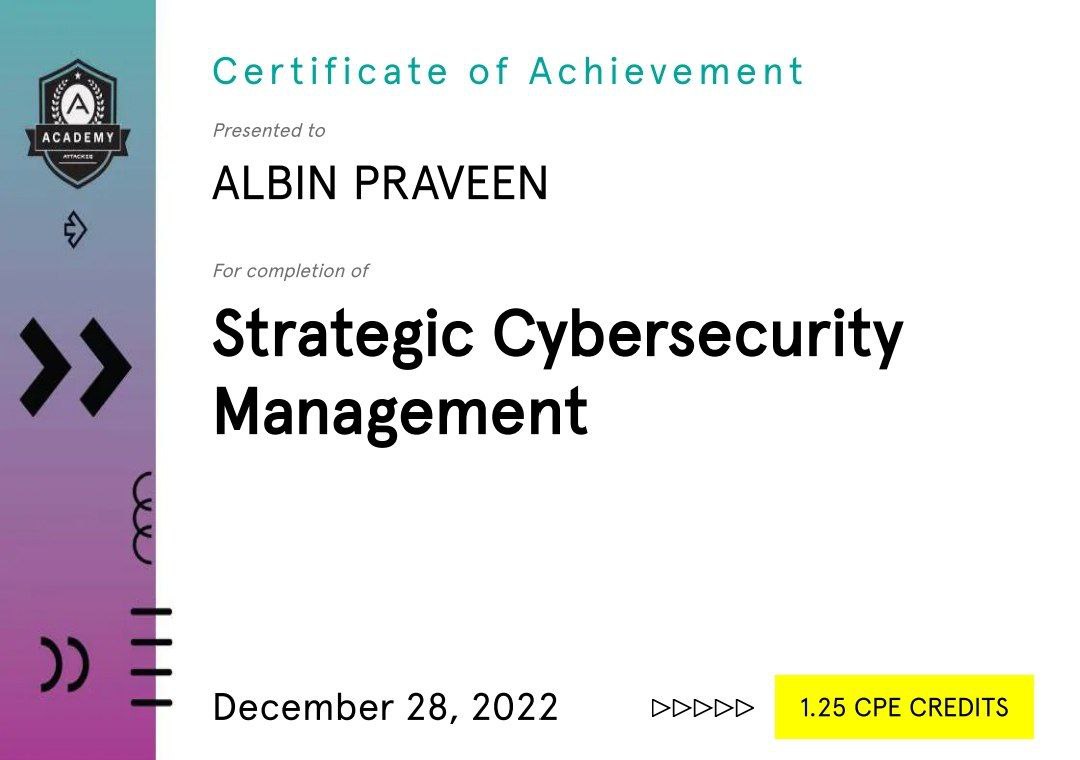 ACADEMY
ATTACKIQ
Certificate of Achievement
Presented to
ALBIN PRAVEEN
For completion of
Strategic Cybersecurity
Management
December 28, 2022
1.25 CPE CREDITS